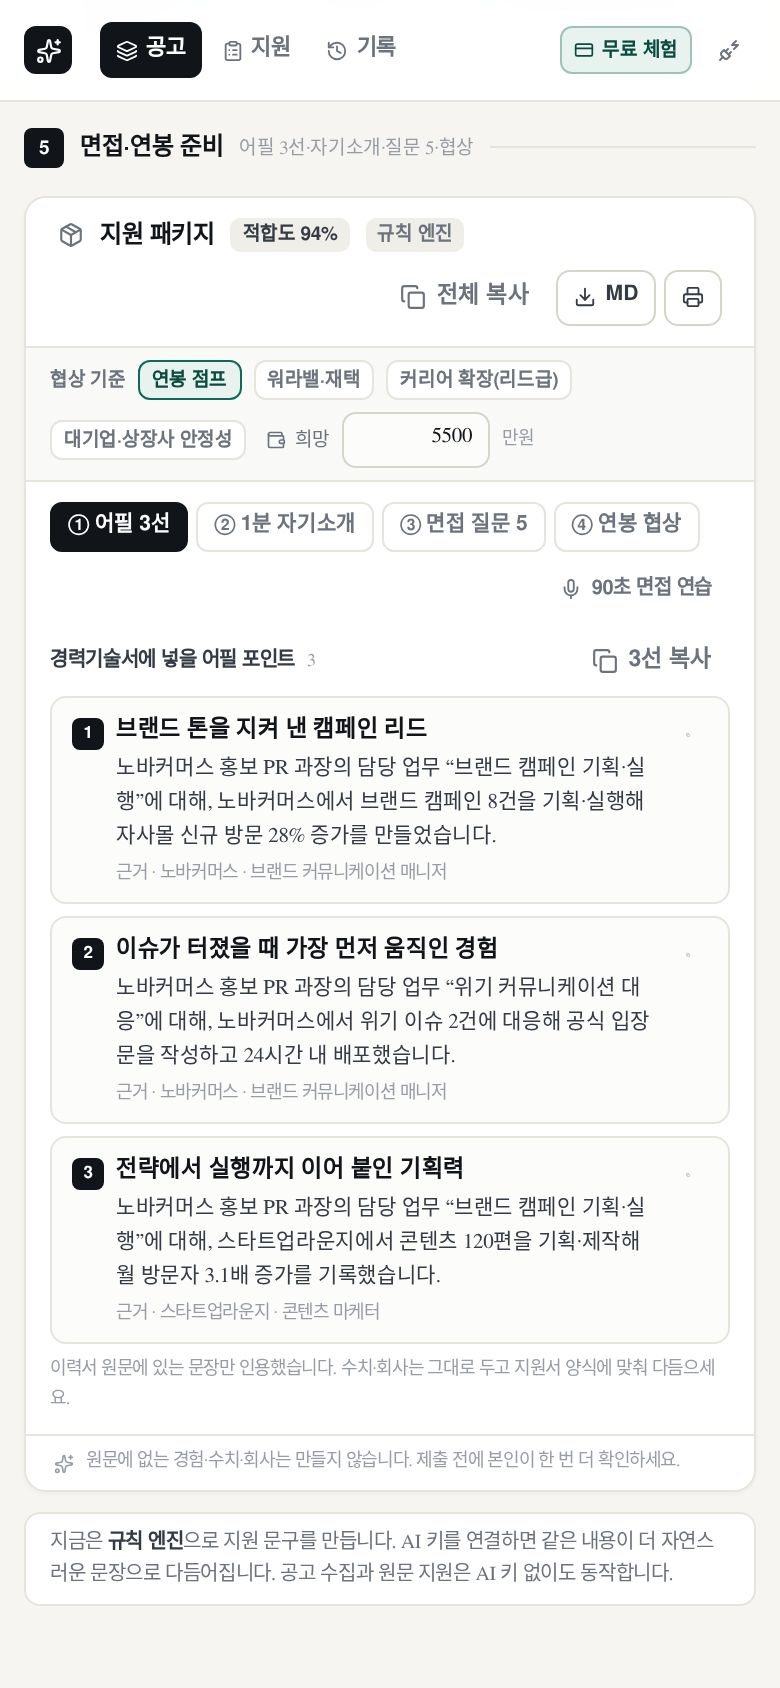 공고 지원 기록 무료 체험
5 면접·연봉 준비 어필 3선·자기소개·질문 5·협상
지원 패키지 적합도 94% 규칙 엔진
전체 복사 MD
협상 기준 연봉 점프 워라밸·재택 커리어 확장(리드급)
대기업·상장사 안정성 희망 5500 만원
① 어필 3선 ② 1분 자기소개 ③ 면접 질문 5 ④ 연봉 협상
90초 면접 연습
경력기술서에 넣을 어필 포인트 3 3선 복사
1 브랜드 톤을 지켜 낸 캠페인 리드
노바커머스 홍보 PR 과장의 담당 업무 “브랜드 캠페인 기획·실
행”에 대해, 노바커머스에서 브랜드 캠페인 8건을 기획·실행해
자사몰 신규 방문 28% 증가를 만들었습니다.
근거 · 노바커머스 · 브랜드 커뮤니케이션 매니저
2 이슈가 터졌을 때 가장 먼저 움직인 경험
노바커머스 홍보 PR 과장의 담당 업무 “위기 커뮤니케이션 대
응”에 대해, 노바커머스에서 위기 이슈 2건에 대응해 공식 입장
문을 작성하고 24시간 내 배포했습니다.
근거 · 노바커머스 · 브랜드 커뮤니케이션 매니저
3 전략에서 실행까지 이어 붙인 기획력
노바커머스 홍보 PR 과장의 담당 업무 “브랜드 캠페인 기획·실
행”에 대해, 스타트업라운지에서 콘텐츠 120편을 기획·제작해
월 방문자 3.1배 증가를 기록했습니다.
근거 · 스타트업라운지 · 콘텐츠 마케터
이력서 원문에 있는 문장만 인용했습니다. 수치·회사는 그대로 두고 지원서 양식에 맞춰 다듬으세
요.
원문에 없는 경험·수치·회사는 만들지 않습니다. 제출 전에 본인이 한 번 더 확인하세요.
지금은 규칙 엔진으로 지원 문구를 만듭니다. AI 키를 연결하면 같은 내용이 더 자연스
러운 문장으로 다듬어집니다. 공고 수집과 원문 지원은 AI 키 없이도 동작합니다.